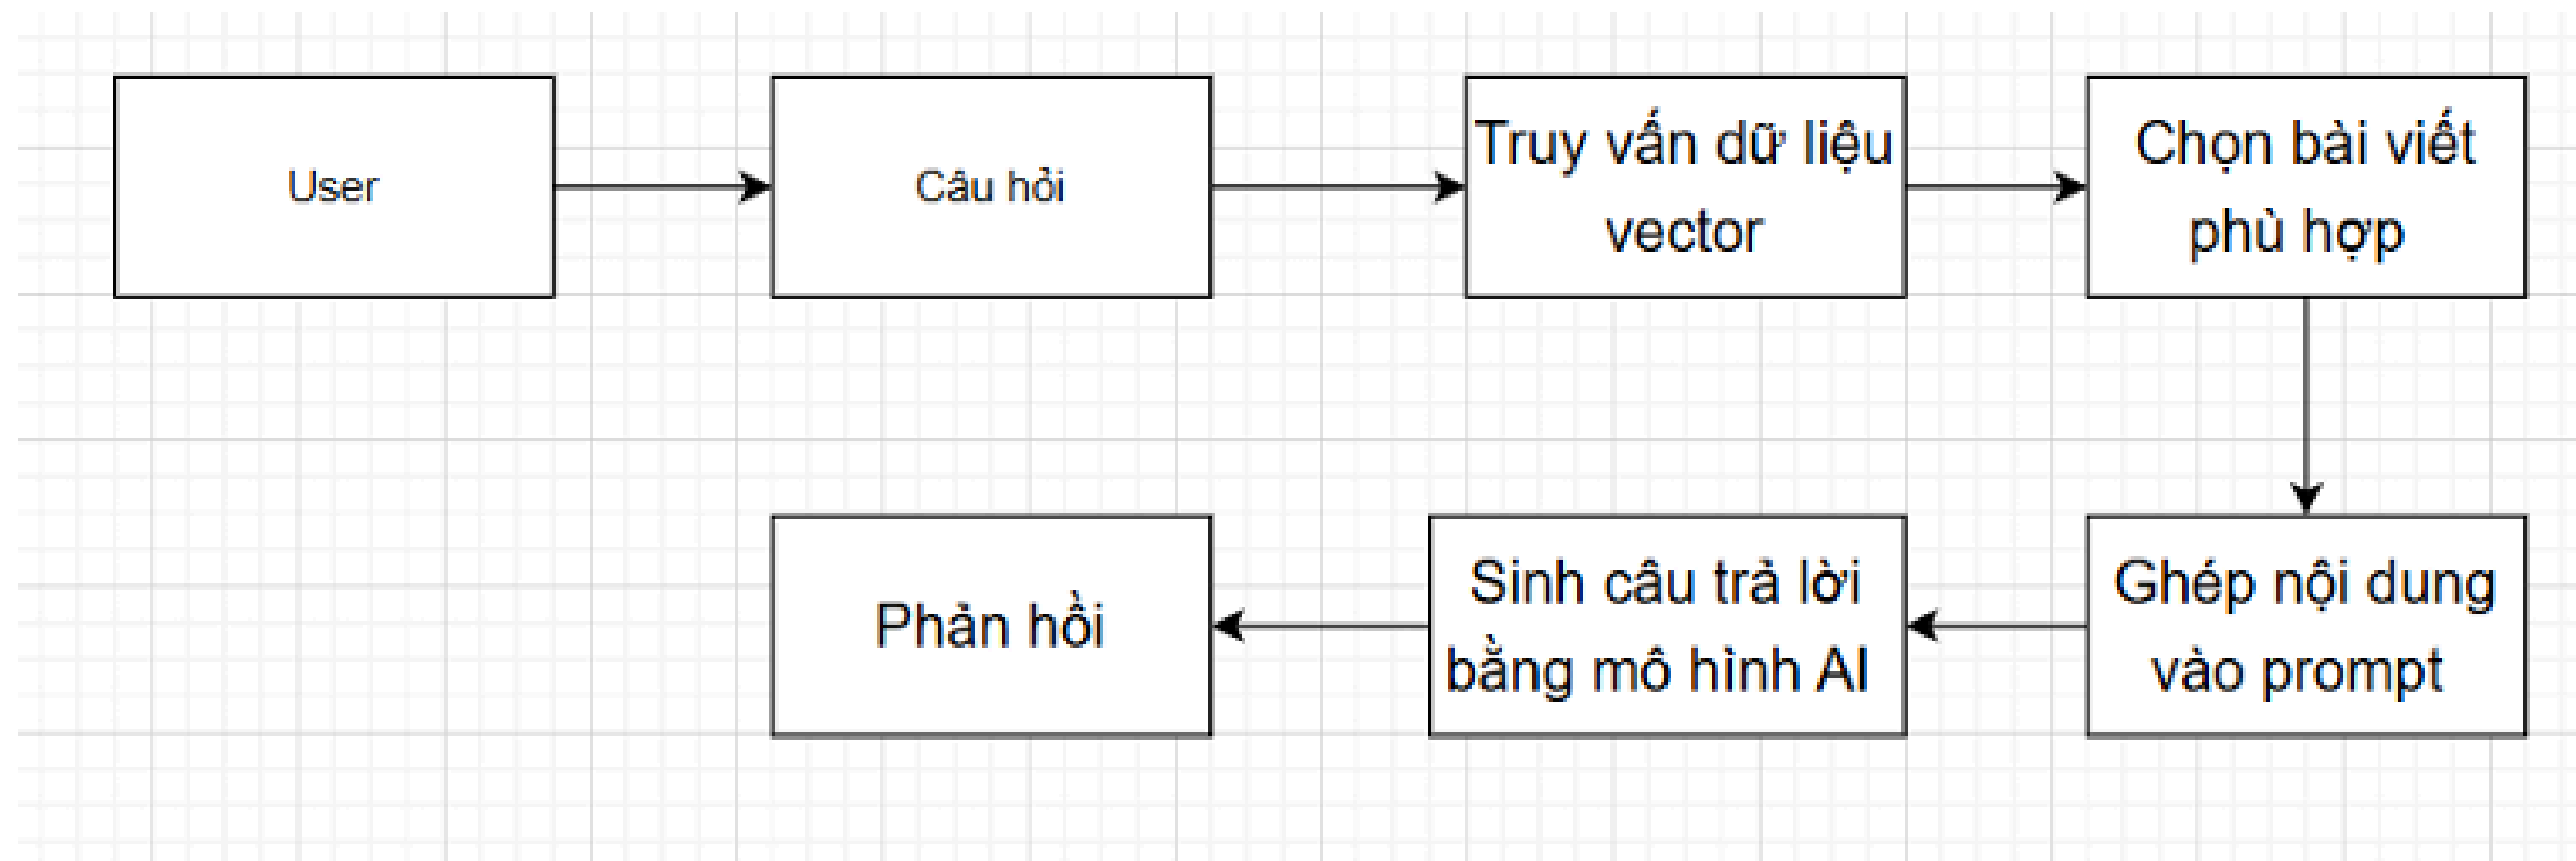 User
Câu hỏi
Truy vấn dữ liệu
vector
Chọn bài viết
phù hợp
Ghép nội dung
vào prompt
Sinh câu trả lời
bằng mô hình AI
Phản hồi